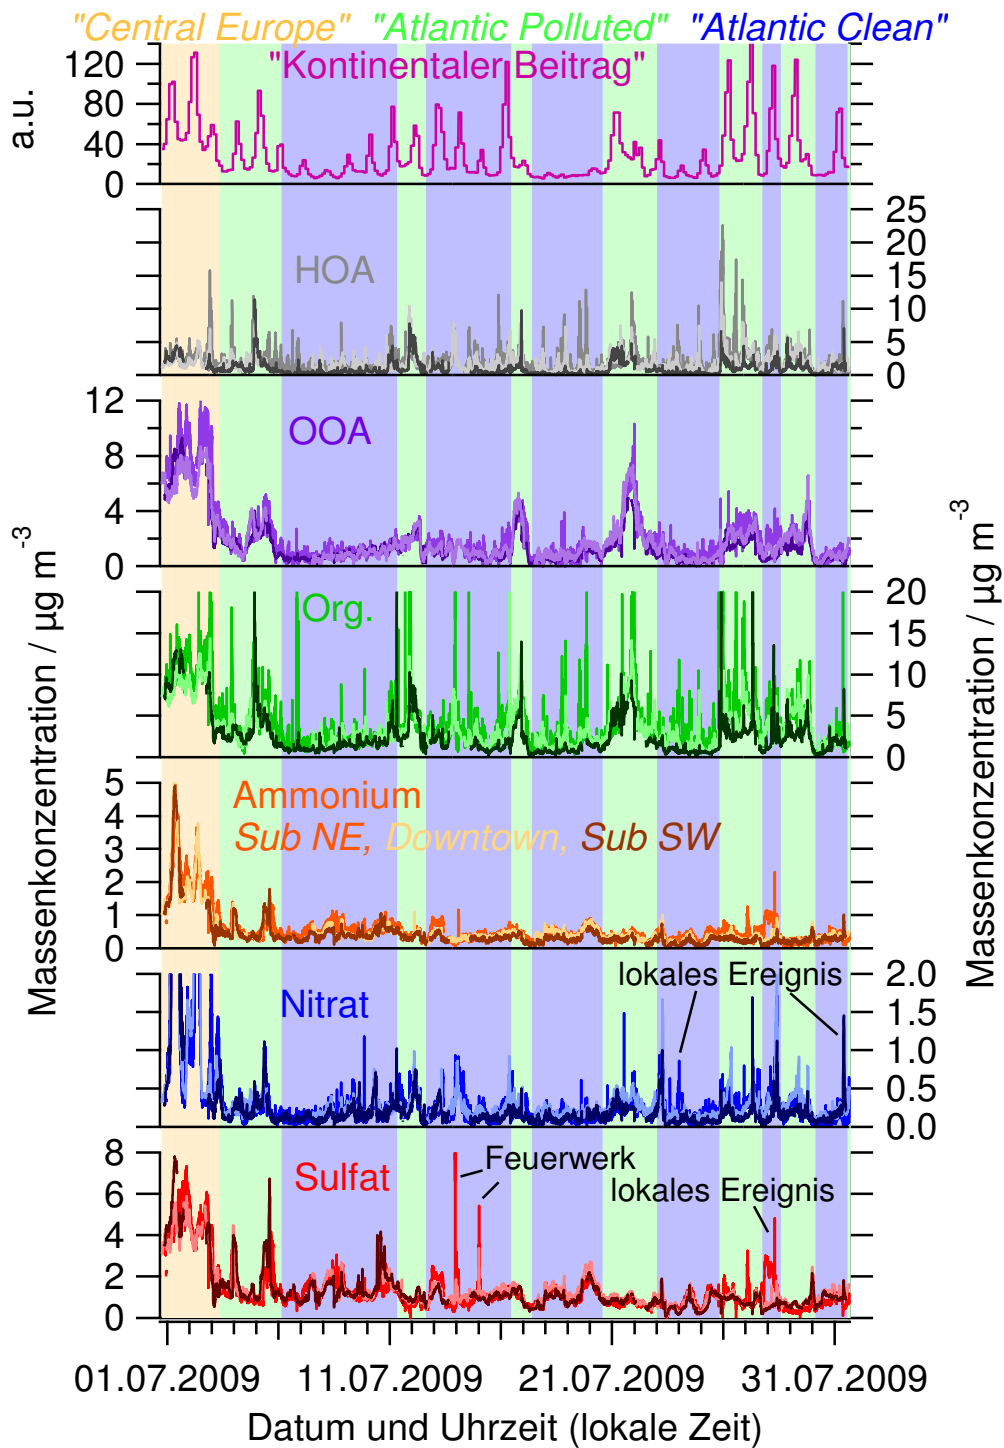 "Central Europe" "Atlantic Polluted" "Atlantic Clean"
"Kontinentaler Beitrag"
a.u.
120
80
40
0
HOA
25
20
15
10
5
0
OOA
12
8
4
0
Org.
20
15
10
5
0
Massenkonzentration / µg m⁻³
Massenkonzentration / µg m⁻³
Ammonium
Sub NE, Downtown, Sub SW
5
4
3
2
1
0
Nitrat
lokales Ereignis
2.0
1.5
1.0
0.5
0.0
Sulfat
Feuerwerk
lokales Ereignis
8
6
4
2
0
01.07.2009 11.07.2009 21.07.2009 31.07.2009
Datum und Uhrzeit (lokale Zeit)